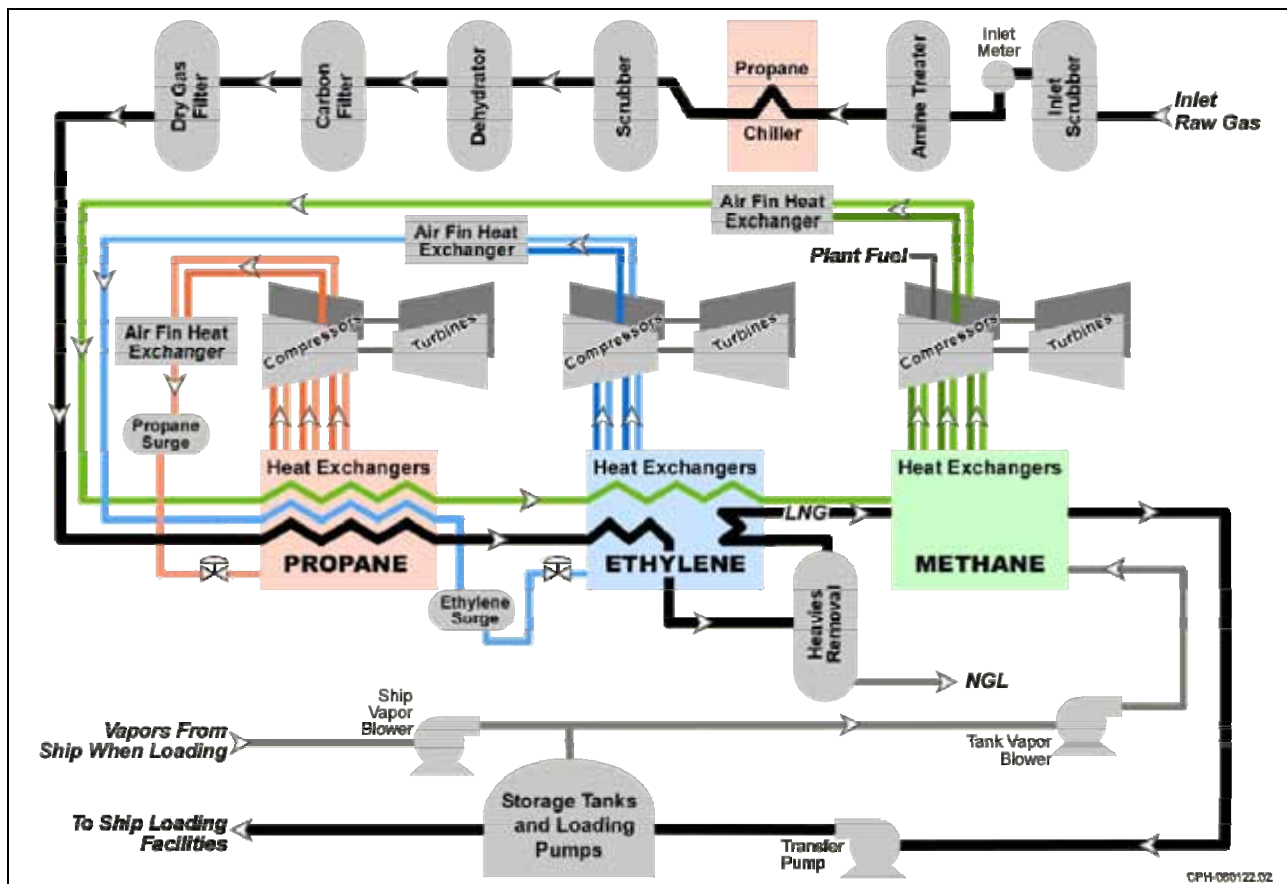 Dry Gas
Filter
Carbon
Filter
Dehydrator
Scrubber
Propane
Chiller
Amine Treater
Inlet
Meter
Inlet
Scrubber
Inlet
Raw Gas
Air Fin Heat
Exchanger
Air Fin Heat
Exchanger
Plant Fuel
Air Fin Heat
Exchanger
Compressors
Turbines
Compressors
Turbines
Compressors
Turbines
Propane
Surge
Heat Exchangers
PROPANE
Heat Exchangers
ETHYLENE
LNG
Heat Exchangers
METHANE
Ethylene
Surge
Heavies
Removal
NGL
Vapors From
Ship When Loading
Ship
Vapor
Blower
Tank Vapor
Blower
To Ship Loading
Facilities
Storage Tanks
and Loading
Pumps
Transfer
Pump
CPH-060122.02